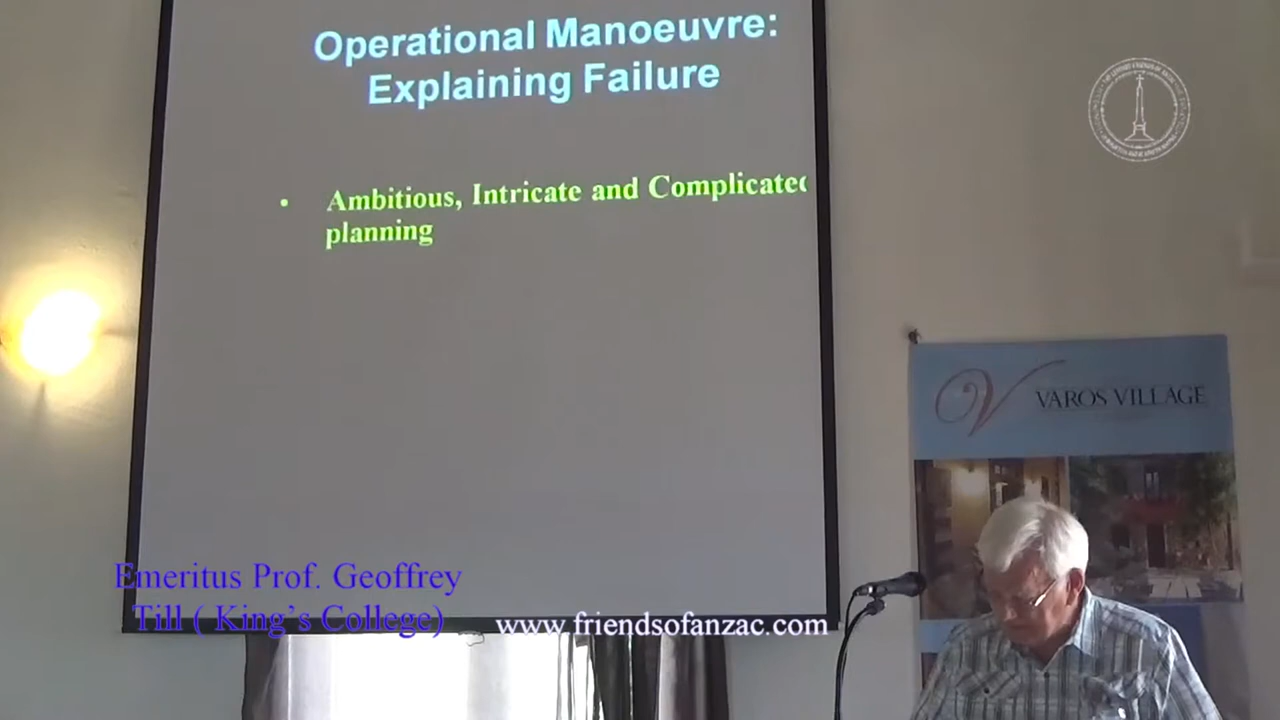 Operational Manoeuvre:
Explaining Failure
• Ambitious, Intricate and Complicated
planning
VAROS VILLAGE
Emeritus Prof. Geoffrey
Till ( King's College)
www.friendsofanzac.com